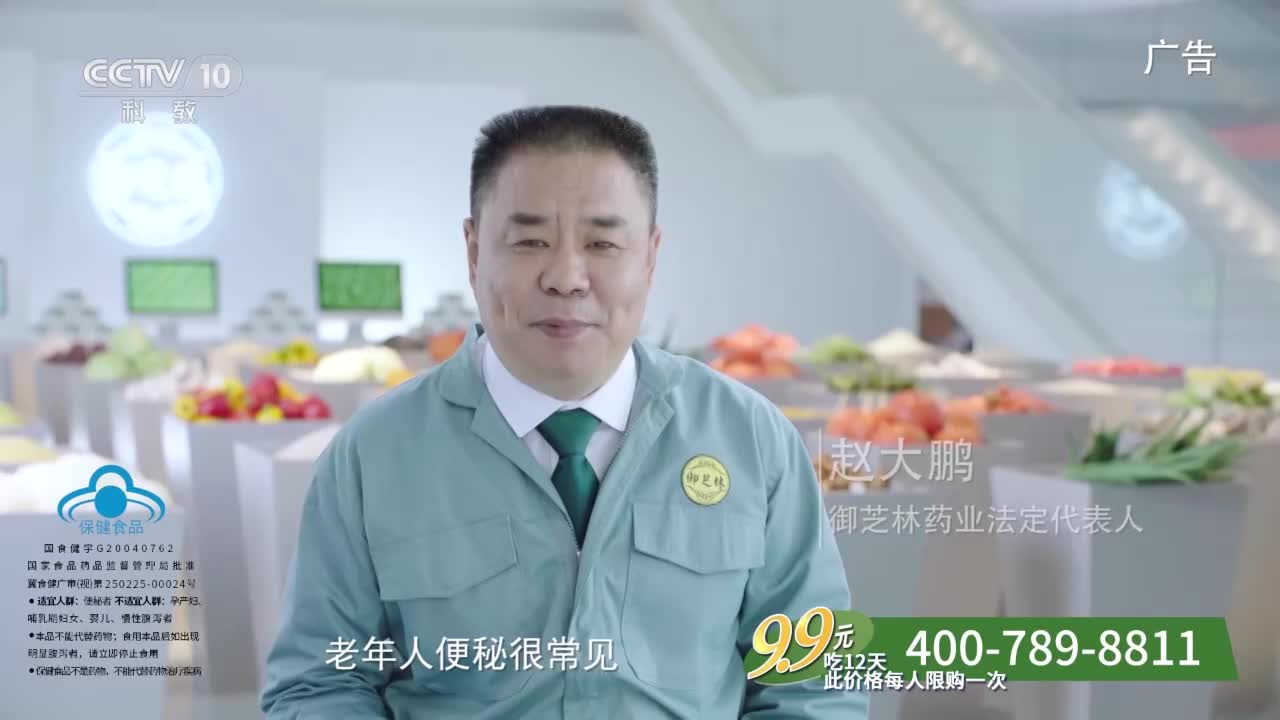 CCTV 10
科教
广告
御芝林
赵大鹏
御芝林药业法定代表人
保健食品
国食健字G20040762
国家食品药品监督管理局批准
冀食健广审(视)第250225-00024号
•适宜人群：便秘者 不适宜人群：孕产妇、
哺乳期妇女、婴儿、慢性腹泻者
•本品不能代替药物；食用本品后如出现
明显腹泻者，请立即停止食用
•保健食品不是药物，不能代替药物治疗疾病
老年人便秘很常见
9.9元
吃12天
此价格每人限购一次
400-789-8811